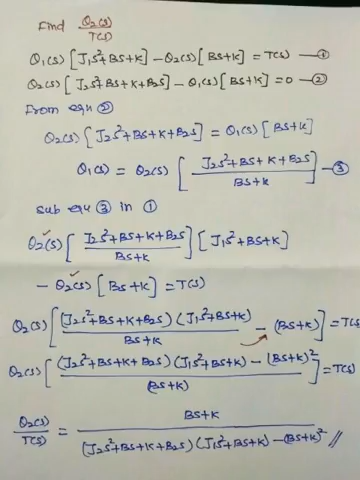 Find θ₂(s)/T(s)
θ₁(s) [J₁s²+Bs+K] - θ₂(s) [Bs+K] = T(s) - ①
θ₂(s) [J₂s²+Bs+K+B₂s] - θ₁(s) [Bs+K] = 0 - ②
From equ ②
θ₂(s) [J₂s²+Bs+K+B₂s] = θ₁(s) [Bs+K]
θ₁(s) = θ₂(s) [(J₂s²+Bs+K+B₂s)/(Bs+K)] - ③
sub equ ③ in ①
θ₂(s) [(J₂s²+Bs+K+B₂s)/(Bs+K)] [J₁s²+Bs+K]
- θ₂(s) [Bs+K] = T(s)
θ₂(s) [(J₂s²+Bs+K+B₂s) (J₁s²+Bs+K)/(Bs+K) - (Bs+K)] = T(s)
θ₂(s) [((J₂s²+Bs+K+B₂s) (J₁s²+Bs+K) - (Bs+K)²)/(Bs+K)] = T(s)
θ₂(s)/T(s) = (Bs+K)/((J₂s²+Bs+K+B₂s) (J₁s²+Bs+K) - (Bs+K)²) //